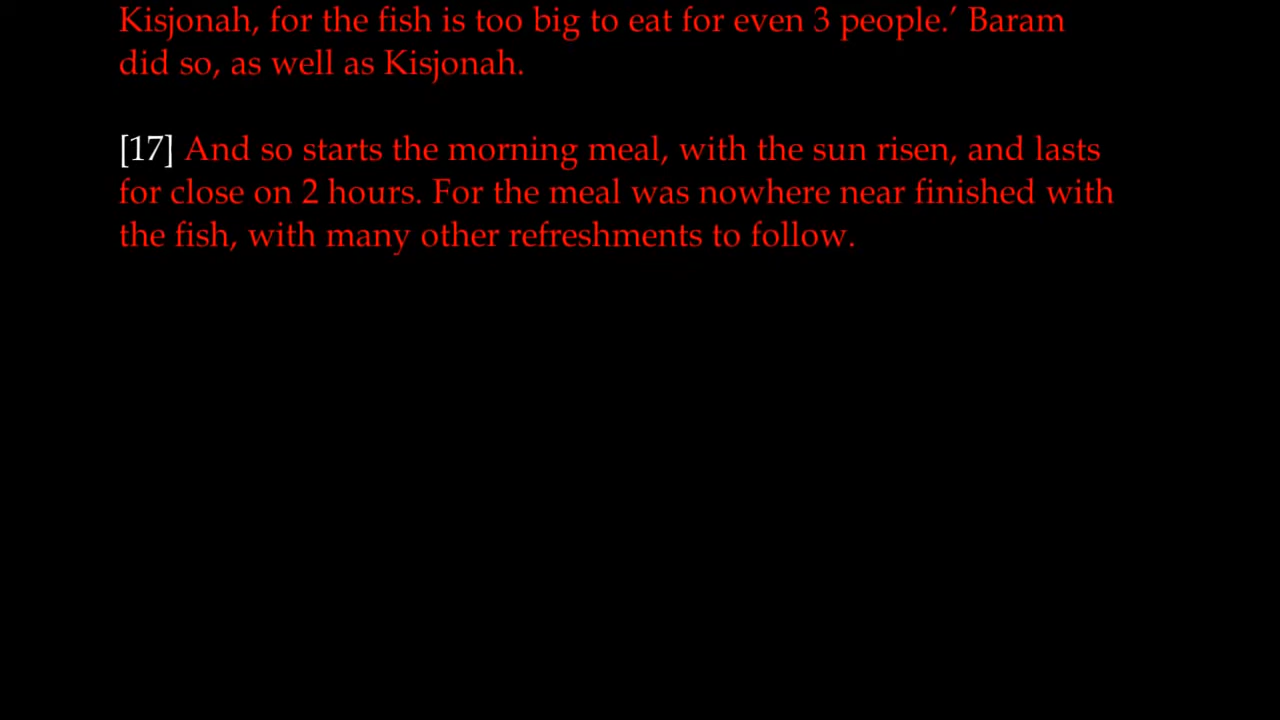 Kisjonah, for the fish is too big to eat for even 3 people.’ Baram
did so, as well as Kisjonah.
[17] And so starts the morning meal, with the sun risen, and lasts
for close on 2 hours. For the meal was nowhere near finished with
the fish, with many other refreshments to follow.